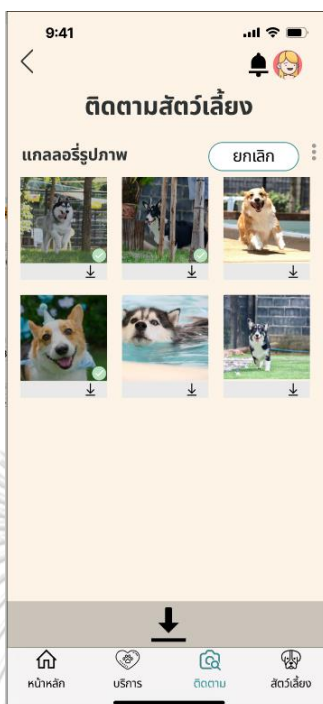 9:41
ติดตามสัตว์เลี้ยง
แกลลอรี่รูปภาพ ยกเลิก
หน้าหลัก บริการ ติดตาม สัตว์เลี้ยง